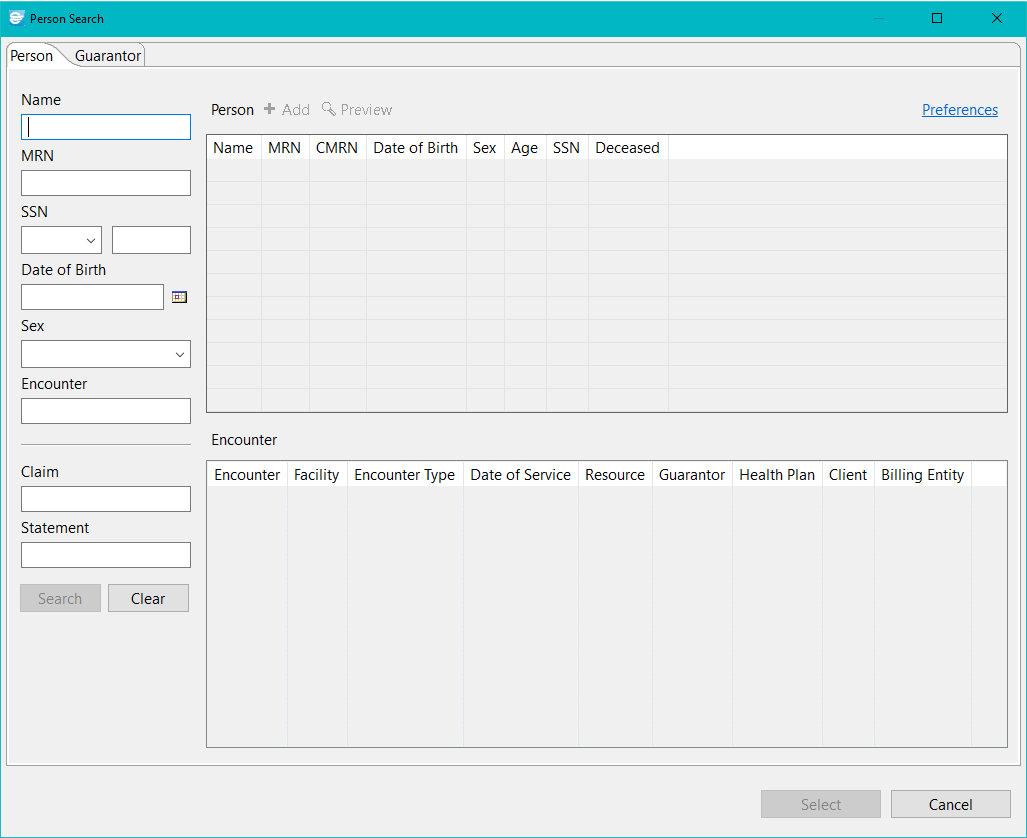 Person Search
Person Guarantor
Name
MRN
SSN
Date of Birth
Sex
Encounter
Claim
Statement
Search Clear
Person Add Preview Preferences
Name MRN CMRN Date of Birth Sex Age SSN Deceased
Encounter
Encounter Facility Encounter Type Date of Service Resource Guarantor Health Plan Client Billing Entity
Select Cancel